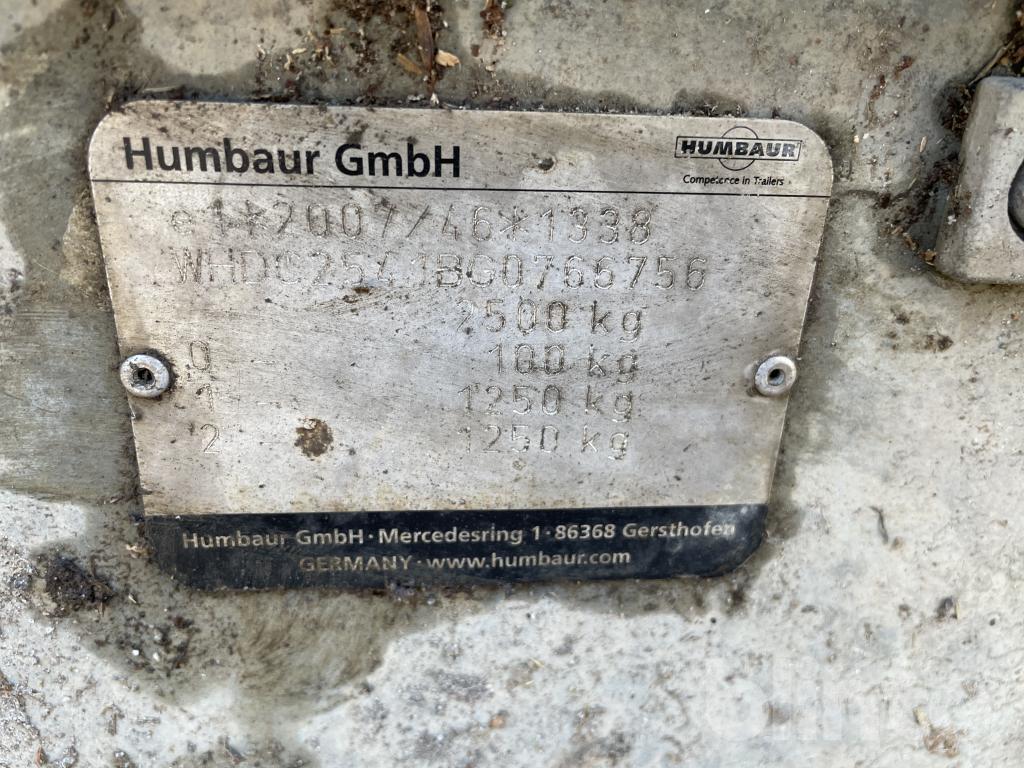 Humbaur GmbH
HUMBAUR
Competence in Trailers
e1*2007/46*1338
WHDC2541BG0766756
2500 kg
0 100 kg
1 1250 kg
2 1250 kg
Humbaur GmbH · Mercedesring 1 · 86368 Gersthofen
GERMANY · www.humbaur.com